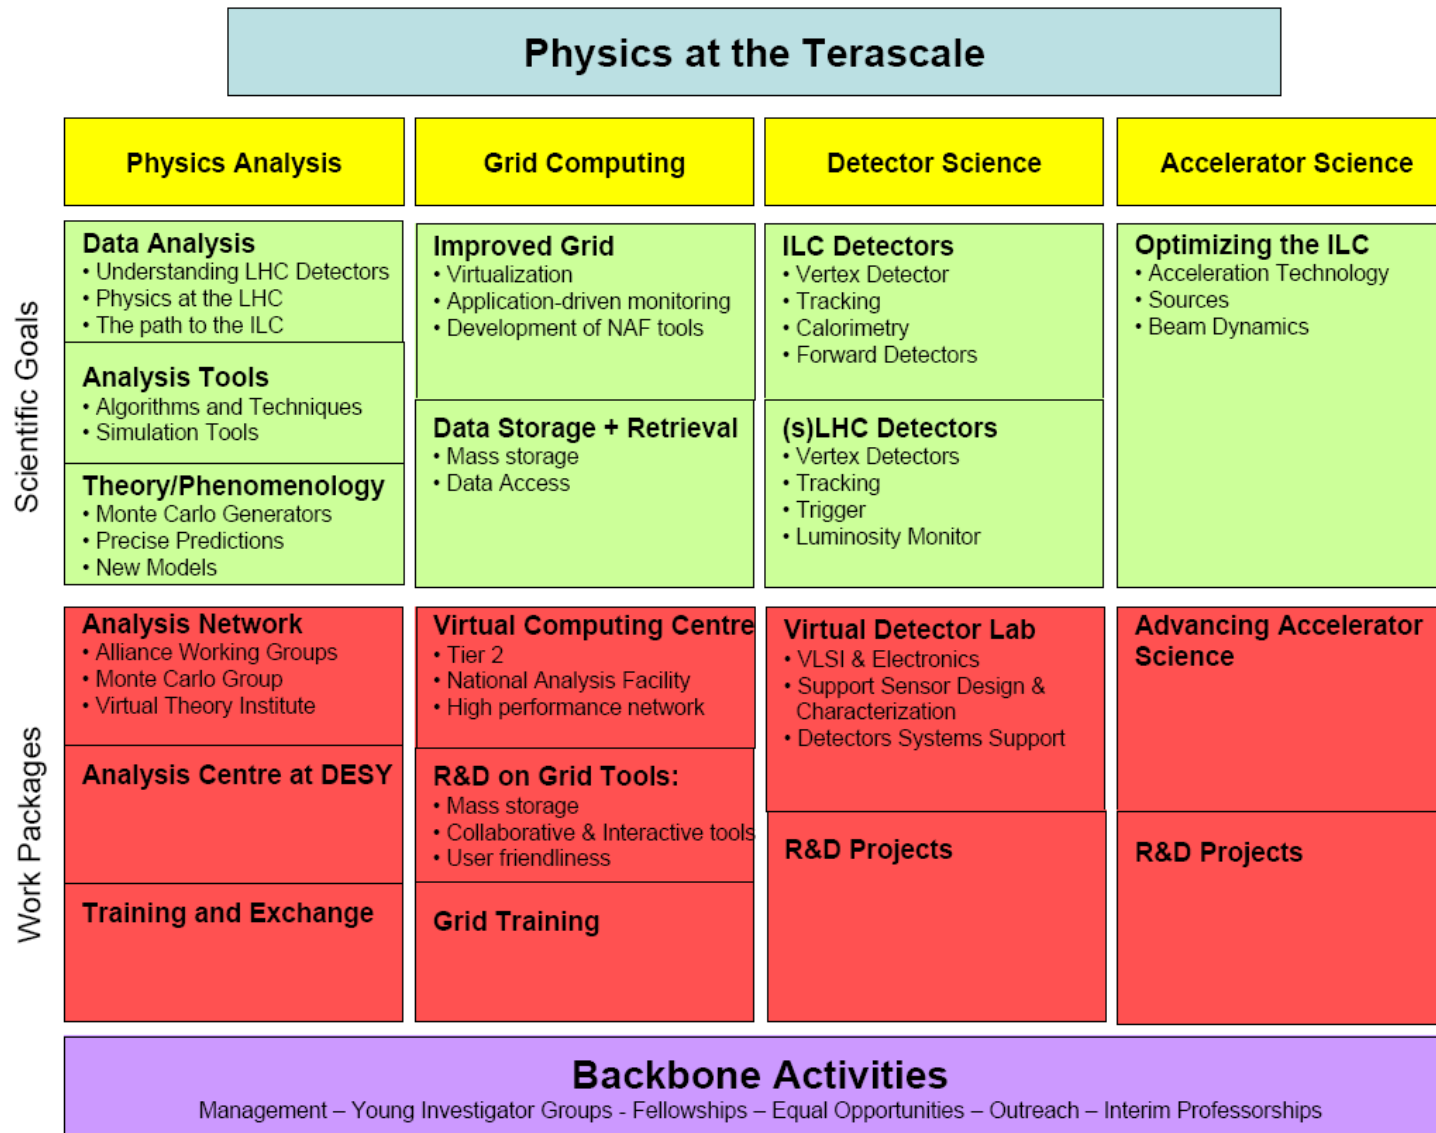 Physics at the Terascale
Physics Analysis
Grid Computing
Detector Science
Accelerator Science
Scientific Goals
Data Analysis
• Understanding LHC Detectors
• Physics at the LHC
• The path to the ILC
Analysis Tools
• Algorithms and Techniques
• Simulation Tools
Theory/Phenomenology
• Monte Carlo Generators
• Precise Predictions
• New Models
Improved Grid
• Virtualization
• Application-driven monitoring
• Development of NAF tools
Data Storage + Retrieval
• Mass storage
• Data Access
ILC Detectors
• Vertex Detector
• Tracking
• Calorimetry
• Forward Detectors
(s)LHC Detectors
• Vertex Detectors
• Tracking
• Trigger
• Luminosity Monitor
Optimizing the ILC
• Acceleration Technology
• Sources
• Beam Dynamics
Work Packages
Analysis Network
• Alliance Working Groups
• Monte Carlo Group
• Virtual Theory Institute
Analysis Centre at DESY
Training and Exchange
Virtual Computing Centre
• Tier 2
• National Analysis Facility
• High performance network
R&D on Grid Tools:
• Mass storage
• Collaborative & Interactive tools
• User friendliness
Grid Training
Virtual Detector Lab
• VLSI & Electronics
• Support Sensor Design &
Characterization
• Detectors Systems Support
R&D Projects
Advancing Accelerator
Science
R&D Projects
Backbone Activities
Management – Young Investigator Groups - Fellowships – Equal Opportunities – Outreach – Interim Professorships